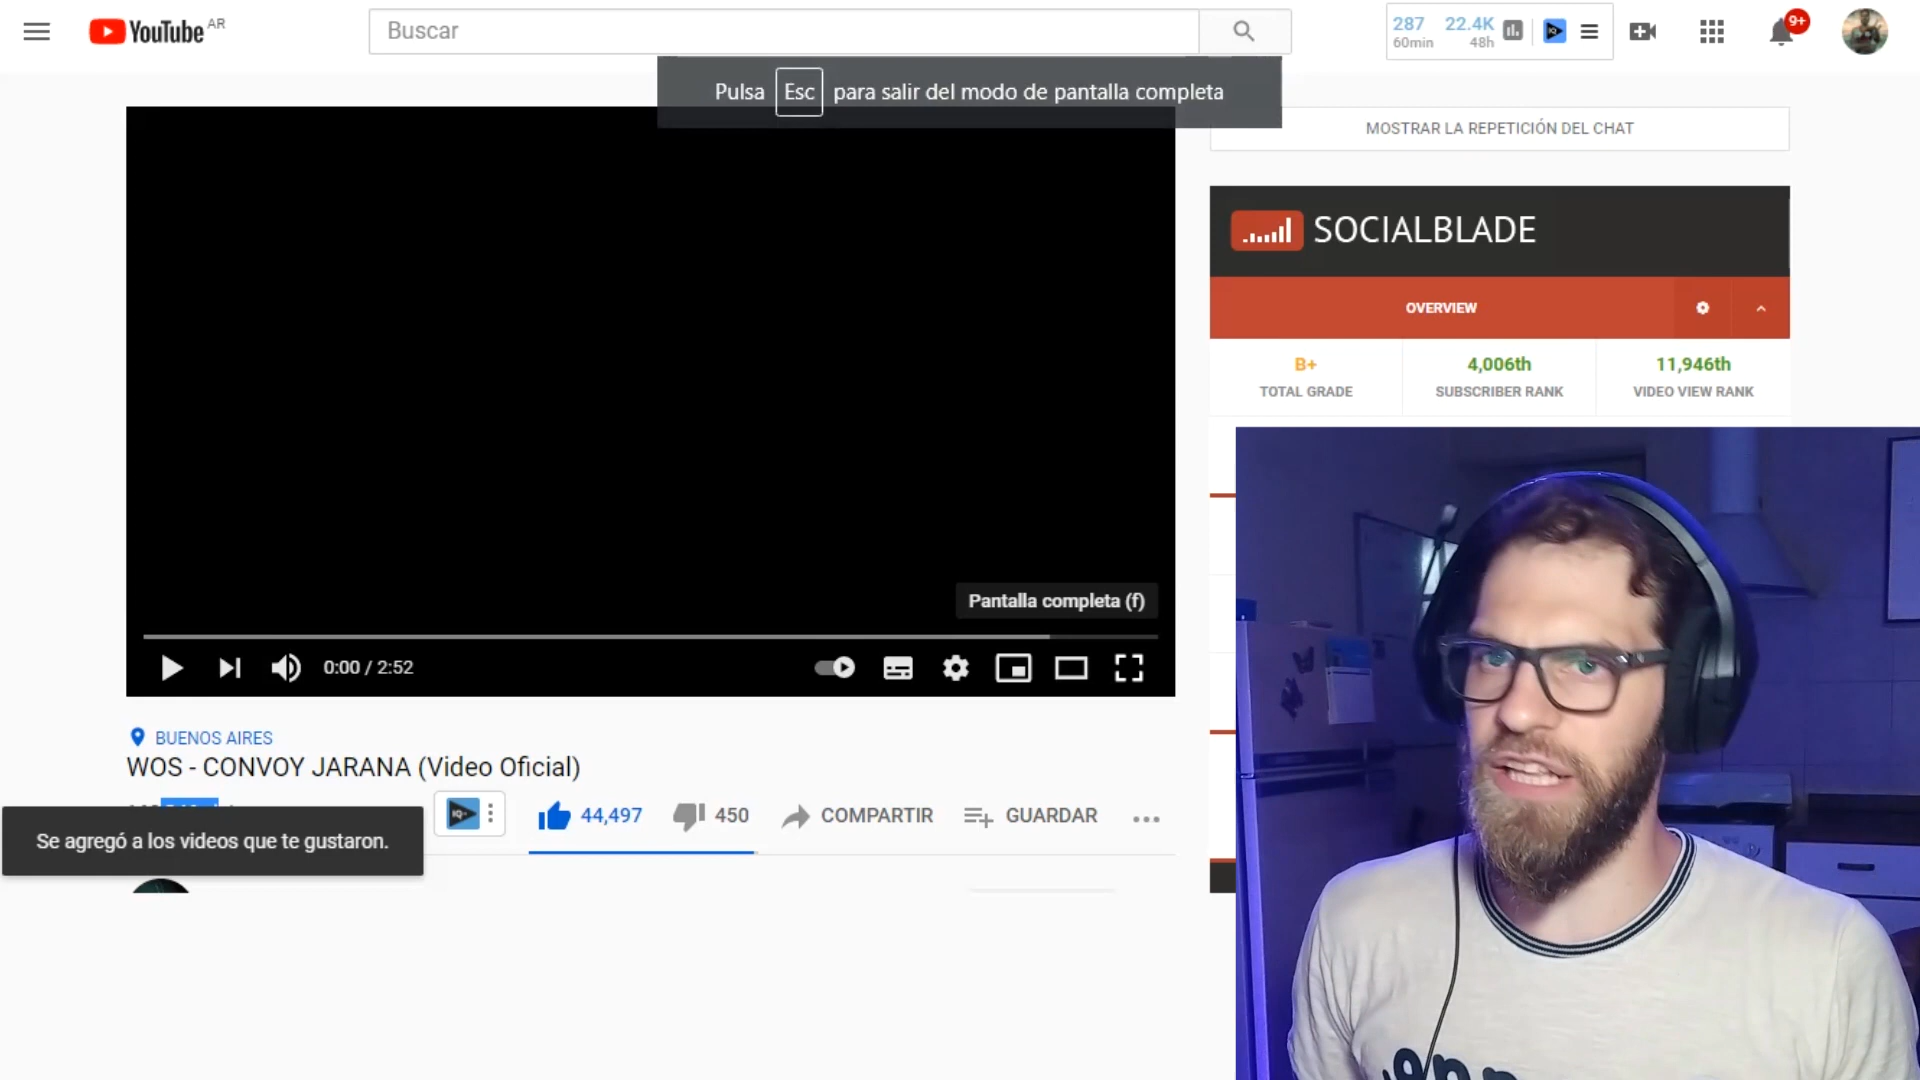 YouTube AR
Buscar
287 22.4K
60min 48h
9+
Pulsa Esc para salir del modo de pantalla completa
MOSTRAR LA REPETICIÓN DEL CHAT
SOCIALBLADE
OVERVIEW
B+ 4,006th 11,946th
TOTAL GRADE SUBSCRIBER RANK VIDEO VIEW RANK
Pantalla completa (f)
0:00 / 2:52
BUENOS AIRES
WOS - CONVOY JARANA (Video Oficial)
44,497 450 COMPARTIR GUARDAR
Se agregó a los videos que te gustaron.